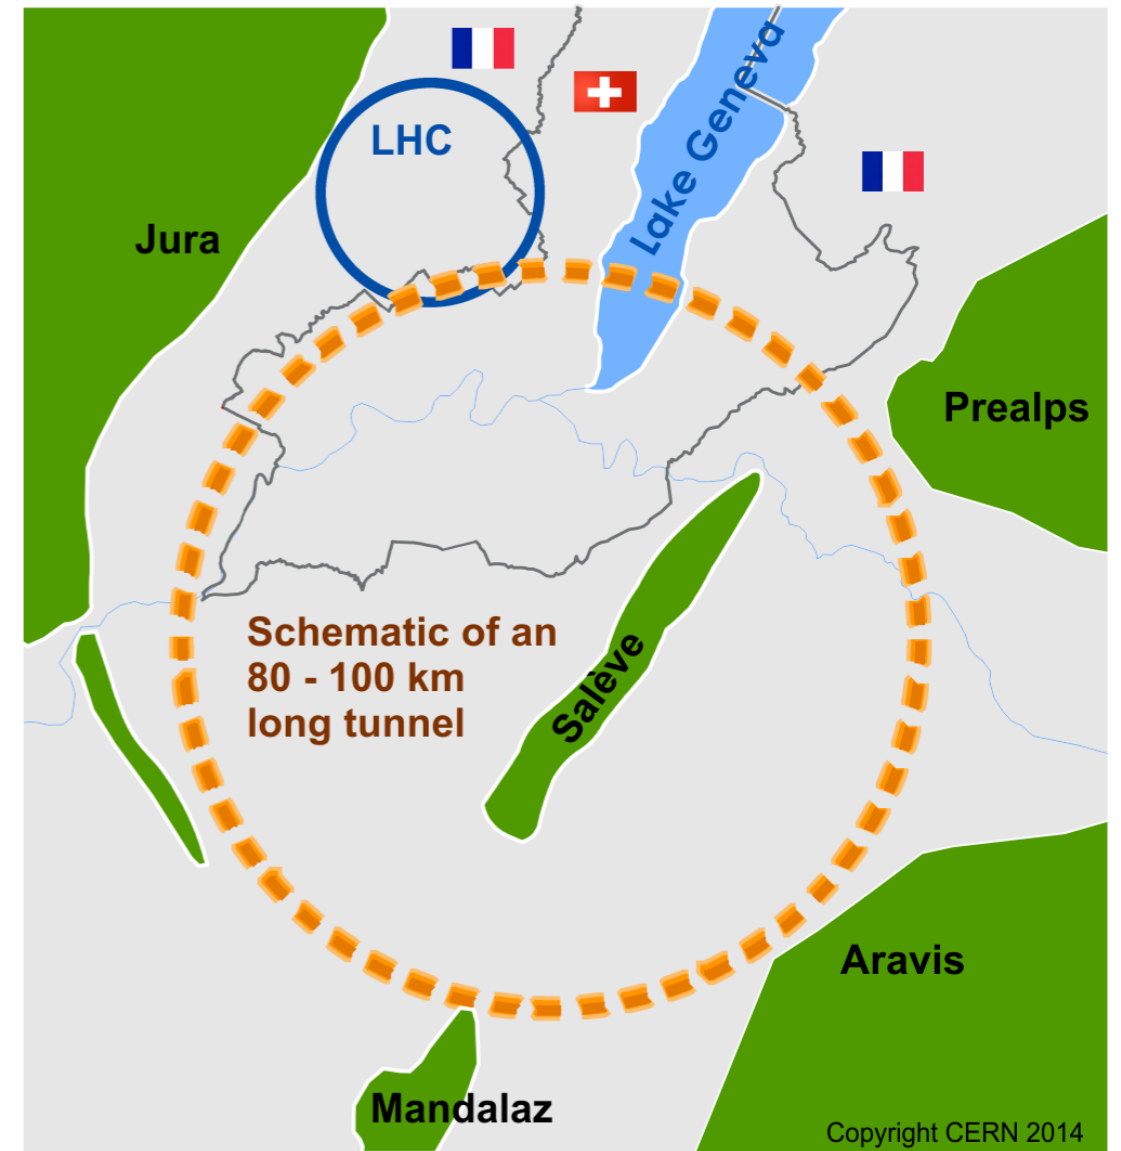 LHC
Lake Geneva
Jura
Prealps
Schematic of an
80 - 100 km
long tunnel
Salève
Aravis
Mandalaz
Copyright CERN 2014